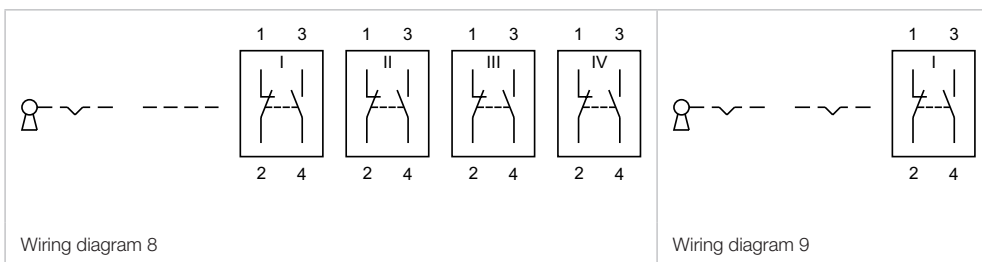 1 3 1 3 1 3 1 3
I II III IV
2 4 2 4 2 4 2 4
Wiring diagram 8
1 3
I
2 4
Wiring diagram 9